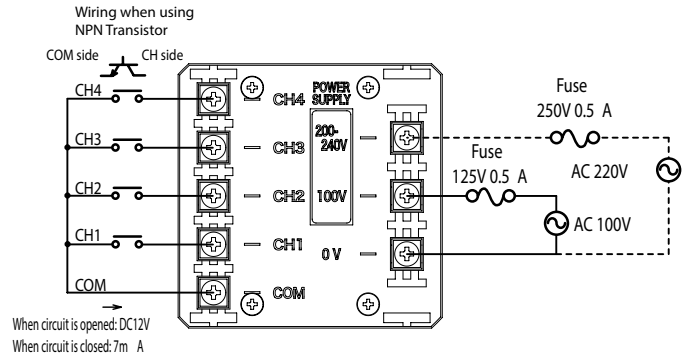 Wiring when using
NPN Transistor
COM side CH side
CH4
CH3
CH2
CH1
COM
When circuit is opened: DC12V
When circuit is closed: 7m A
CH4
CH3
CH2
CH1
COM
POWER
SUPPLY
200-
240V
100V
0 V
Fuse
250V 0.5 A
Fuse
125V 0.5 A
AC 220V
AC 100V